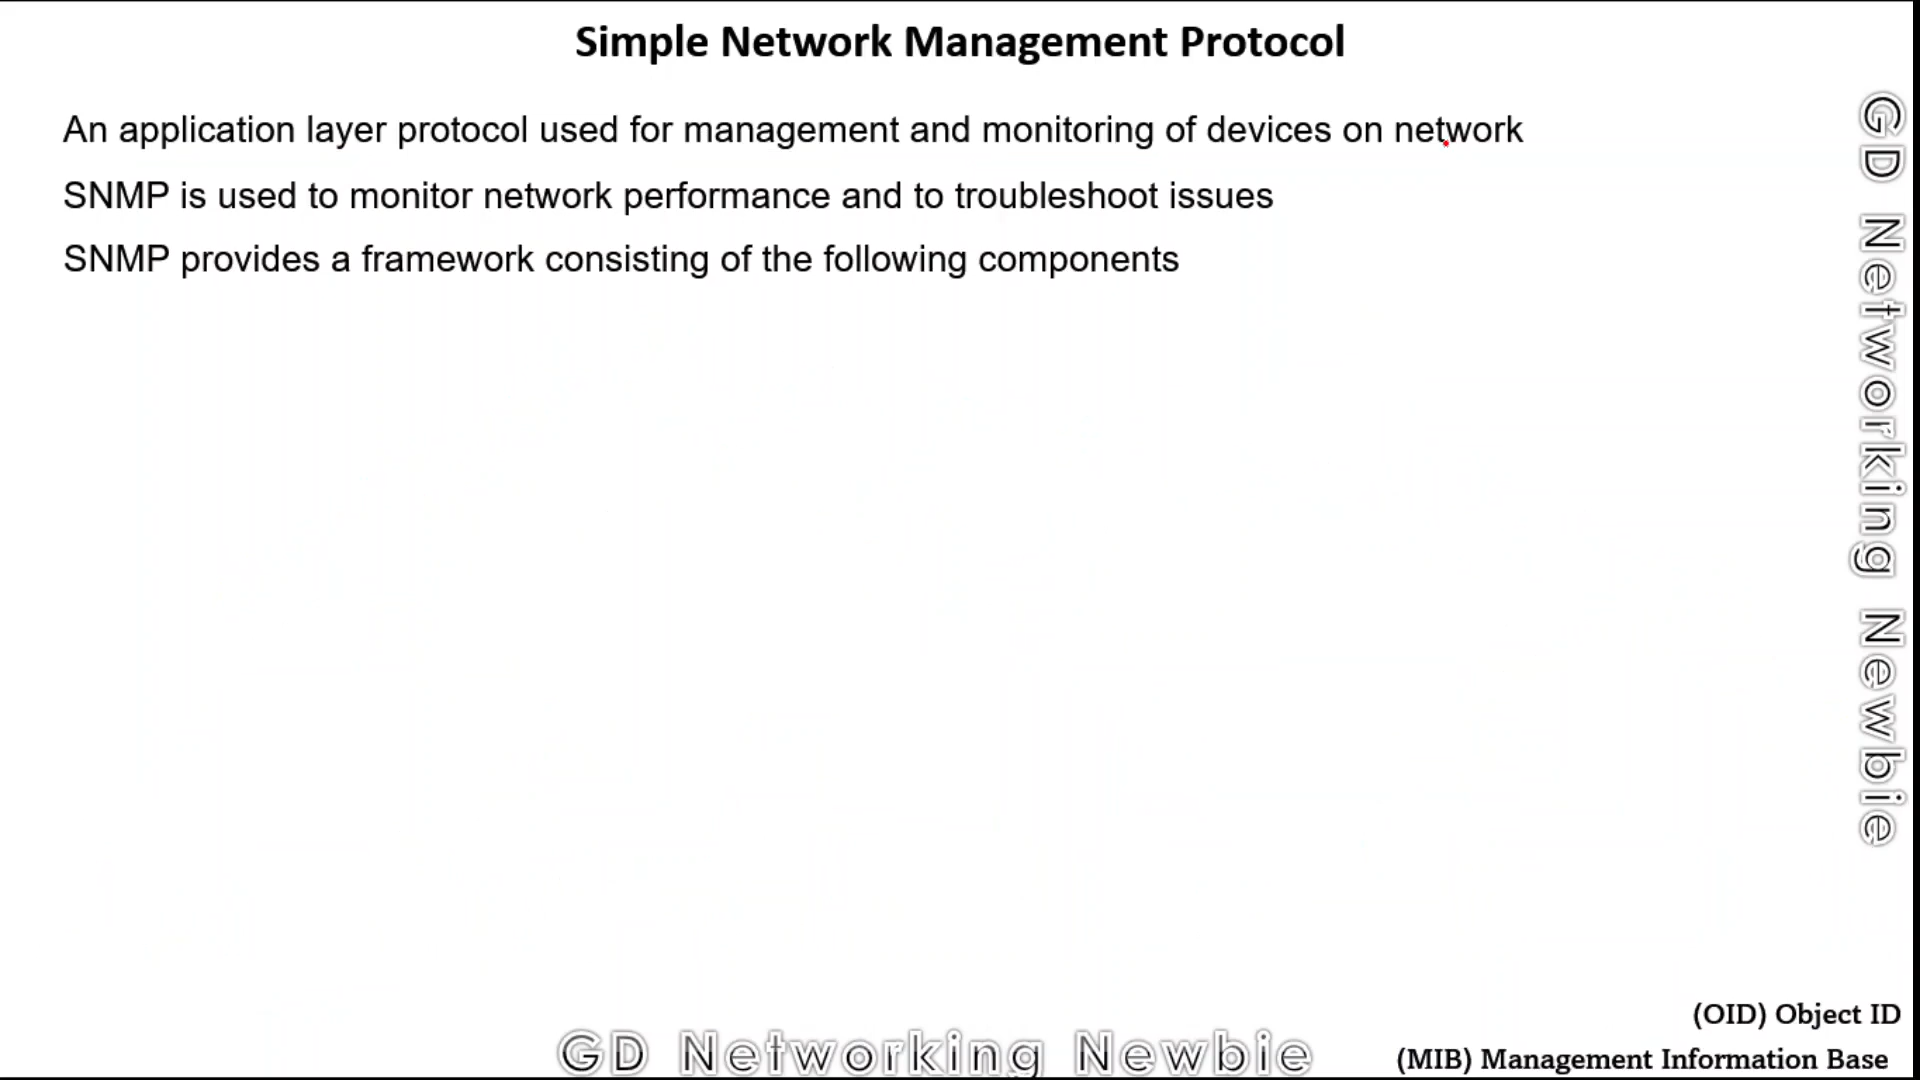 Simple Network Management Protocol
An application layer protocol used for management and monitoring of devices on network
SNMP is used to monitor network performance and to troubleshoot issues
SNMP provides a framework consisting of the following components
GD Networking Newbie
(OID) Object ID
GD Networking Newbie
(MIB) Management Information Base